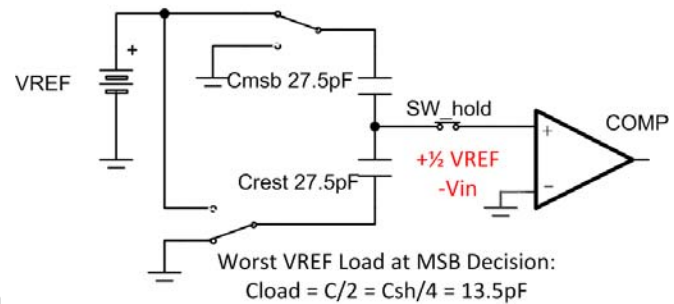 +
VREF
Cmsb 27.5pF
SW_hold
COMP
+
+½ VREF
-Vin
-
Crest 27.5pF
Worst VREF Load at MSB Decision:
Cload = C/2 = Csh/4 = 13.5pF